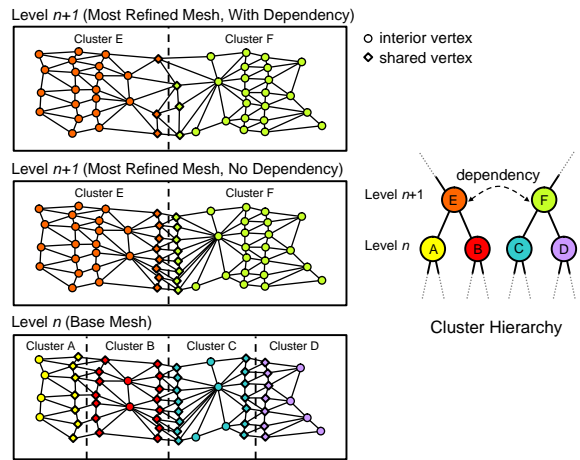 Level n+1 (Most Refined Mesh, With Dependency)
Cluster E
Cluster F
interior vertex
shared vertex
Level n+1 (Most Refined Mesh, No Dependency)
Cluster E
Cluster F
Level n (Base Mesh)
Cluster A
Cluster B
Cluster C
Cluster D
dependency
Level n+1
E
F
Level n
A
B
C
D
Cluster Hierarchy